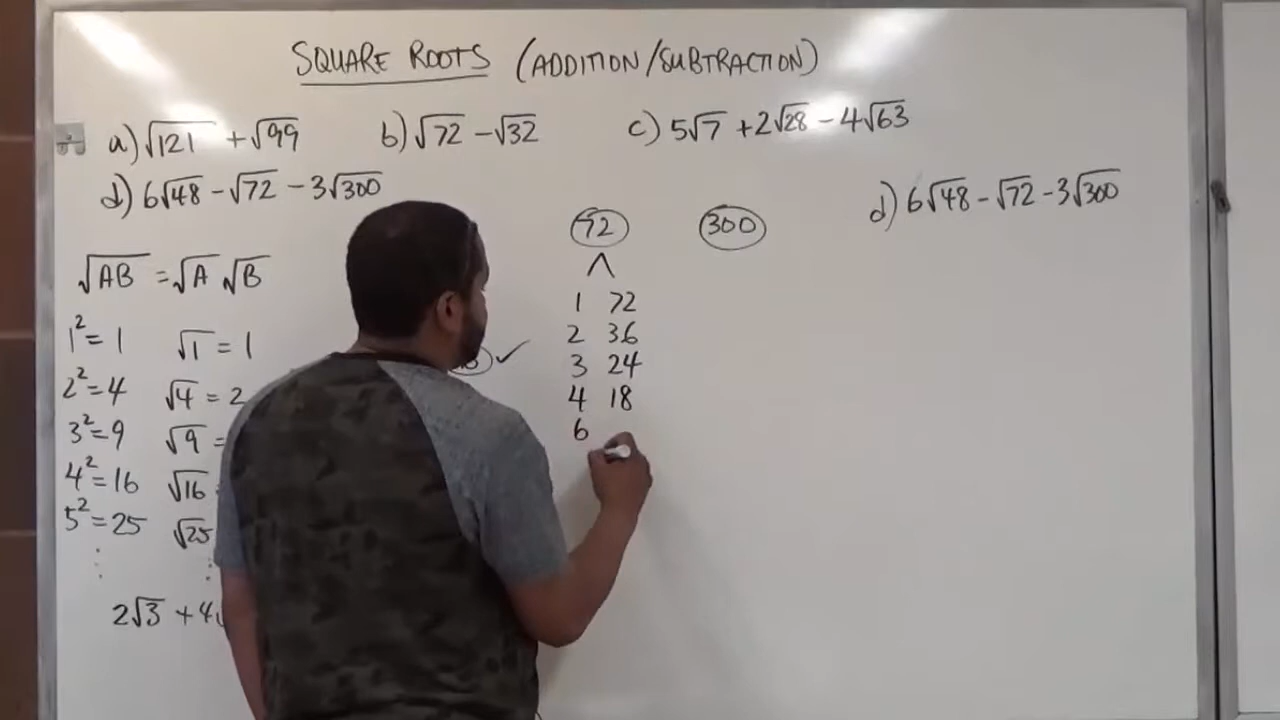 SQUARE ROOTS (ADDITION/SUBTRACTION)
a) √121 + √99 b) √72 - √32 c) 5√7 + 2√28 - 4√63
d) 6√48 - √72 - 3√300
d) 6√48 - √72 - 3√300
72 300
√AB = √A √B
1 72
2 36
3 24
4 18
6
1² = 1 √1 = 1
2² = 4 √4 = 2
3² = 9 √9 =
4² = 16 √16
5² = 25 √25
2√3 + 4